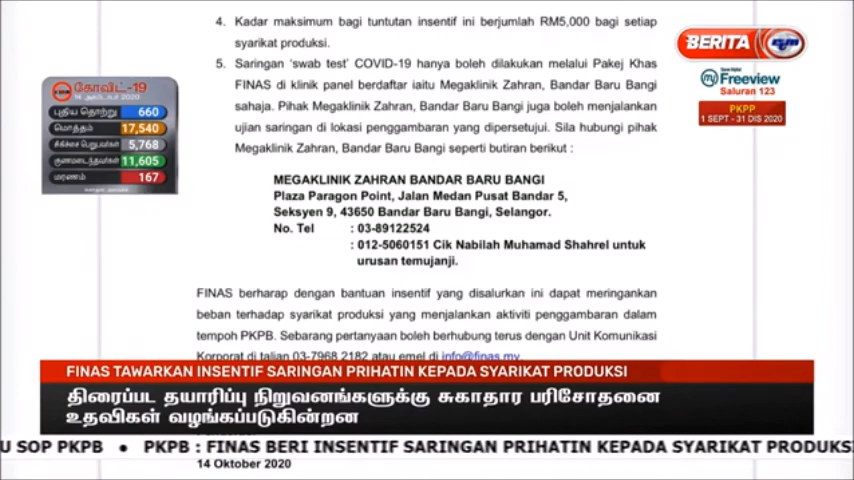 4. Kadar maksimum bagi tuntutan insentif ini berjumlah RM5,000 bagi setiap
syarikat produksi.
5. Saringan 'swab test' COVID-19 hanya boleh dilakukan melalui Pakej Khas
FINAS di klinik panel berdaftar iaitu Megaklinik Zahran, Bandar Baru Bangi
sahaja. Pihak Megaklinik Zahran, Bandar Baru Bangi juga boleh menjalankan
ujian saringan di lokasi penggambaran yang dipersetujui. Sila hubungi pihak
Megaklinik Zahran, Bandar Baru Bangi seperti butiran berikut :
MEGAKLINIK ZAHRAN BANDAR BARU BANGI
Plaza Paragon Point, Jalan Medan Pusat Bandar 5,
Seksyen 9, 43650 Bandar Baru Bangi, Selangor.
No. Tel : 03-89122524
: 012-5060151 Cik Nabilah Muhamad Shahrel untuk
urusan temujanji.
FINAS berharap dengan bantuan insentif yang disalurkan ini dapat meringankan
beban terhadap syarikat produksi yang menjalankan aktiviti penggambaran dalam
tempoh PKPB. Sebarang pertanyaan boleh berhubung terus dengan Unit Komunikasi
Korporat di talian 03-7968 2182 atau emel di info@finas.my.
BERITA
Freeview
Saluran 123
PKPP
1 SEPT - 31 DIS 2020
கோவிட்-19
புதிய தொற்று 660
மொத்தம் 17,540
சிகிச்சை பெறுபவர்கள் 5,768
குணமடைந்தவர்கள் 11,605
மரணம் 167
FINAS TAWARKAN INSENTIF SARINGAN PRIHATIN KEPADA SYARIKAT PRODUKSI
திரைப்பட தயாரிப்பு நிறுவனங்களுக்கு சுகாதார பரிசோதனை
உதவிகள் வழங்கப்படுகின்றன
U SOP PKPB • PKPB : FINAS BERI INSENTIF SARINGAN PRIHATIN KEPADA SYARIKAT PRODUKS
14 Oktober 2020